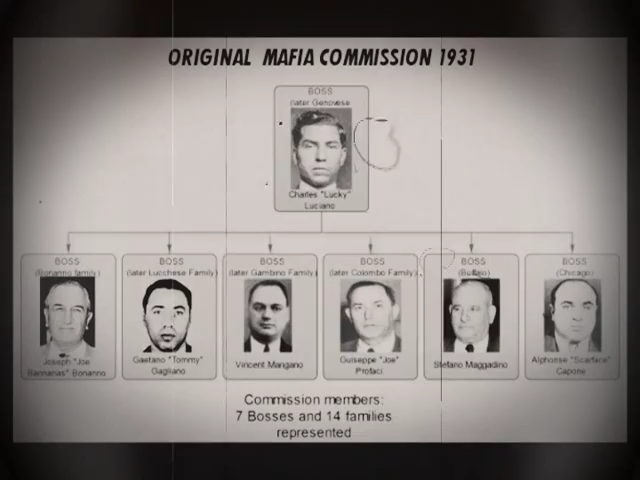 ORIGINAL MAFIA COMMISSION 1931
BOSS
(later Genovese
Charles "Lucky"
Luciano
BOSS
(Bonanno family)
Joseph "Joe
Bannanas" Bonanno
BOSS
(later Lucchese Family)
Gaetano "Tommy"
Gagliano
BOSS
(later Gambino Family)
Vincent Mangano
BOSS
(later Colombo Family)
Guiseppe "Joe"
Profaci
BOSS
(Buffalo)
Stefano Maggadino
BOSS
(Chicago)
Alphonse "Scarface"
Capone
Commission members:
7 Bosses and 14 families
represented